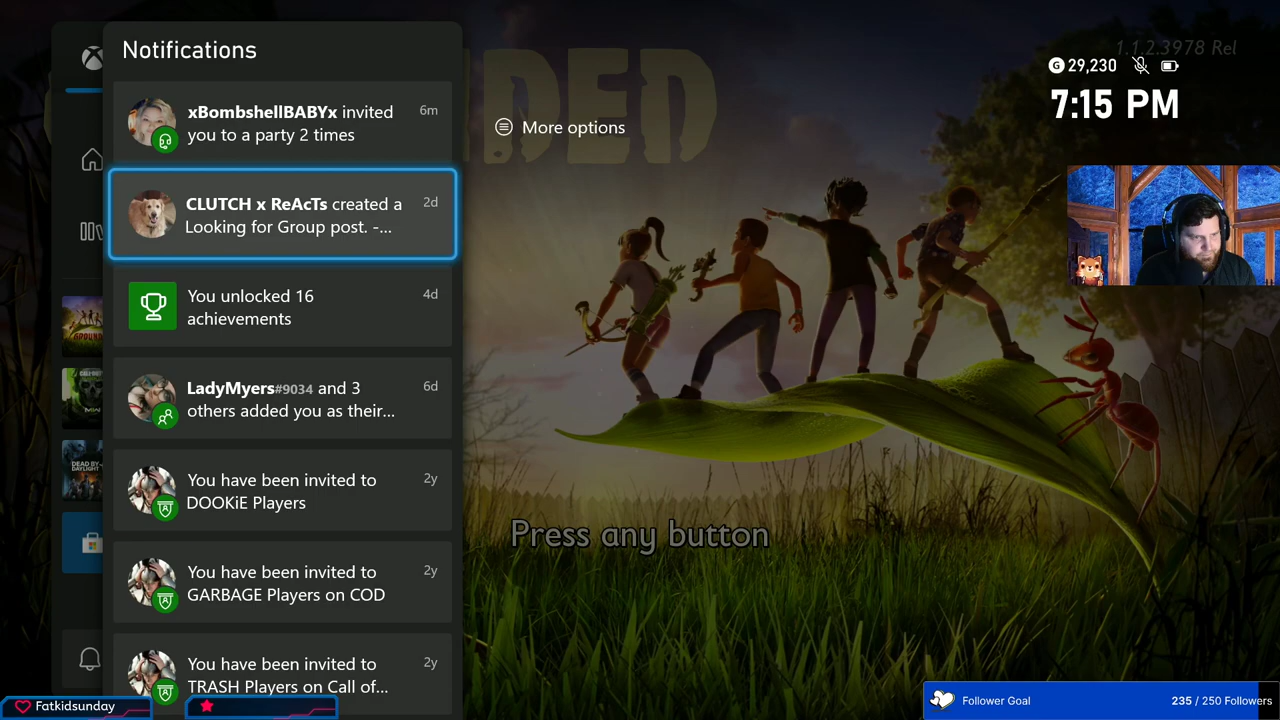 Notifications
xBombshellBABYx invited
you to a party 2 times
6m
CLUTCH x ReAcTs created a
Looking for Group post. -...
2d
You unlocked 16
achievements
4d
LadyMyers#9034 and 3
others added you as their...
6d
You have been invited to
DOOKiE Players
2y
You have been invited to
GARBAGE Players on COD
2y
You have been invited to
TRASH Players on Call of...
2y
DED
More options
1.1.2.3978 Rel
G 29,230
7:15 PM
Press any button
DEAD BY
DAYLIGHT
Fatkidsunday
Follower Goal
235 / 250 Followers